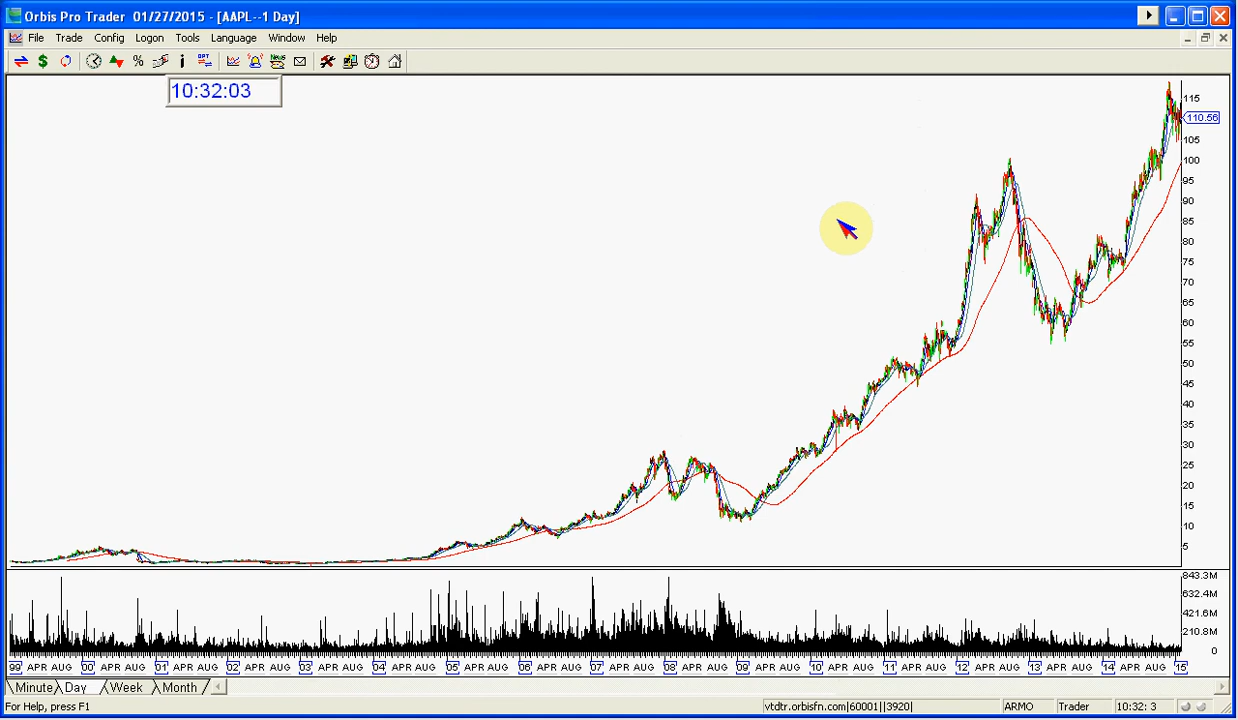 Orbis Pro Trader 01/27/2015 - [AAPL--1 Day]
File Trade Config Logon Tools Language Window Help
10:32:03
115
110.56
105
100
95
90
85
80
75
70
65
60
55
50
45
40
35
30
25
20
15
10
5
843.3M
632.4M
421.6M
210.8M
0
99 APR AUG 00 APR AUG 01 APR AUG 02 APR AUG 03 APR AUG 04 APR AUG 05 APR AUG 06 APR AUG 07 APR AUG 08 APR AUG 09 APR AUG 10 APR AUG 11 APR AUG 12 APR AUG 13 APR AUG 14 APR AUG 15
Minute Day Week Month
For Help, press F1 vtdtr.orbisfn.com|60001||3920| ARMO Trader 10:32: 3